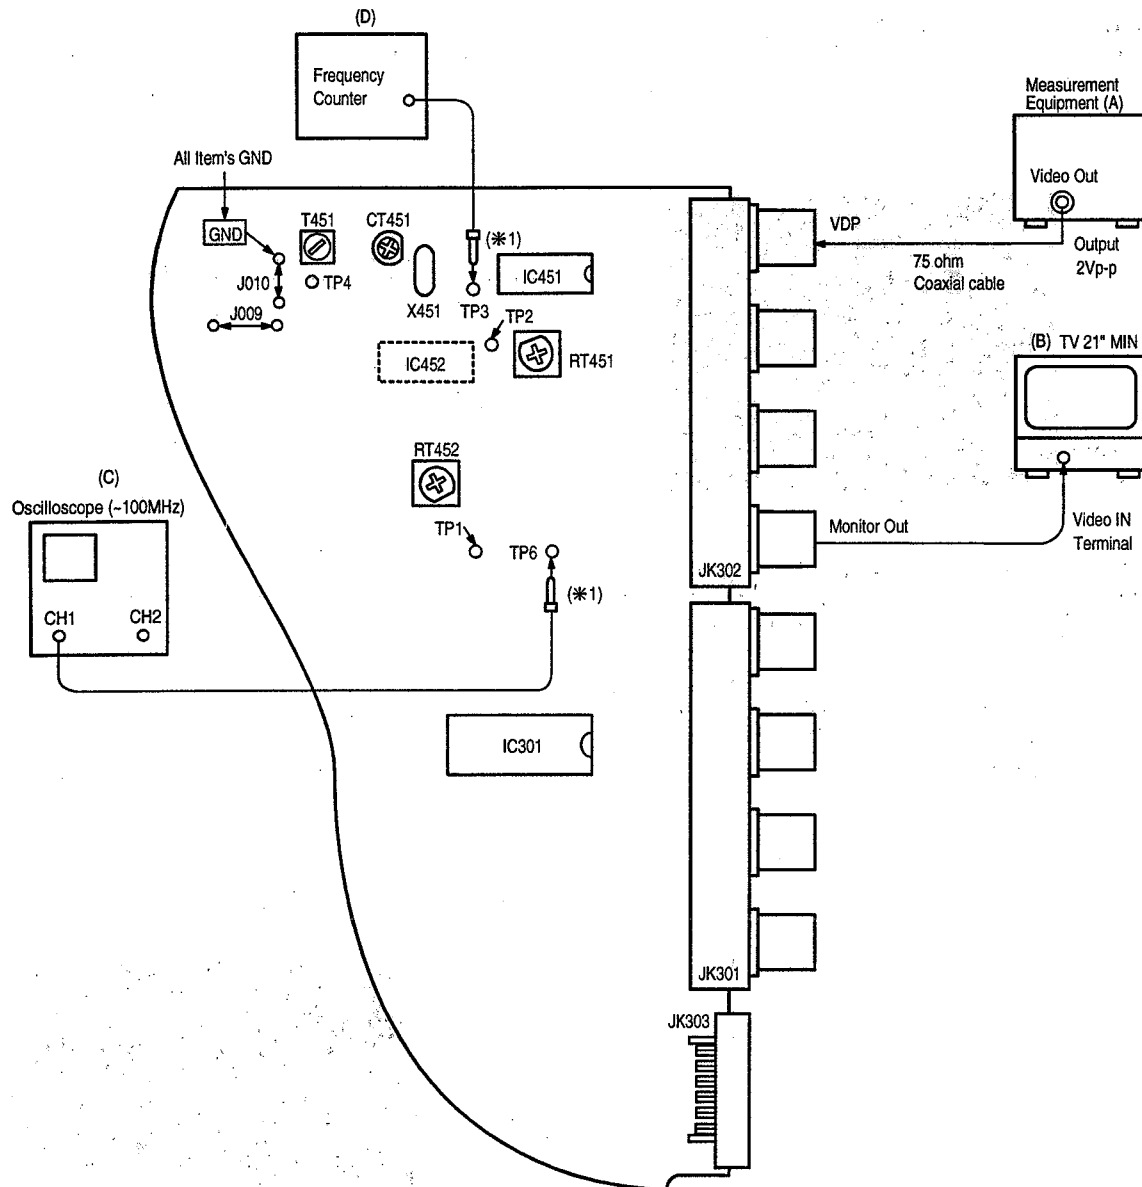 (D)
Frequency
Counter
Measurement
Equipment (A)
Video Out
All Item's GND
GND
T451
CT451
(※1)
VDP
Output
2Vp-p
75 ohm
Coaxial cable
J010
TP4
IC451
X451
TP3
TP2
J009
(B) TV 21" MIN
IC452
RT451
RT452
(C)
Oscilloscope (~100MHz)
TP1
TP6
Monitor Out
Video IN
Terminal
JK302
(※1)
CH1
CH2
IC301
JK301
JK303